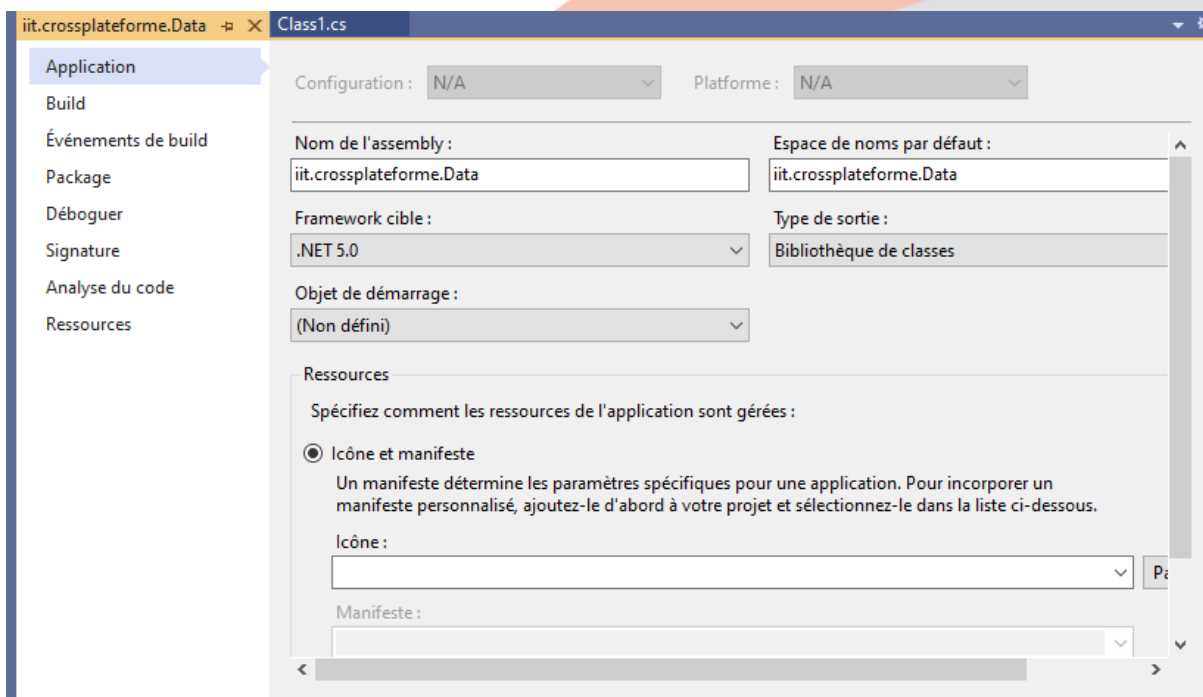 iit.crossplateforme.Data Class1.cs
Application
Build
Événements de build
Package
Déboguer
Signature
Analyse du code
Ressources
Configuration : N/A Platforme : N/A
Nom de l'assembly : Espace de noms par défaut :
iit.crossplateforme.Data iit.crossplateforme.Data
Framework cible : Type de sortie :
.NET 5.0 Bibliothèque de classes
Objet de démarrage :
(Non défini)
Ressources
Spécifiez comment les ressources de l'application sont gérées :
Icône et manifeste
Un manifeste détermine les paramètres spécifiques pour une application. Pour incorporer un
manifeste personnalisé, ajoutez-le d'abord à votre projet et sélectionnez-le dans la liste ci-dessous.
Icône :
Manifeste :